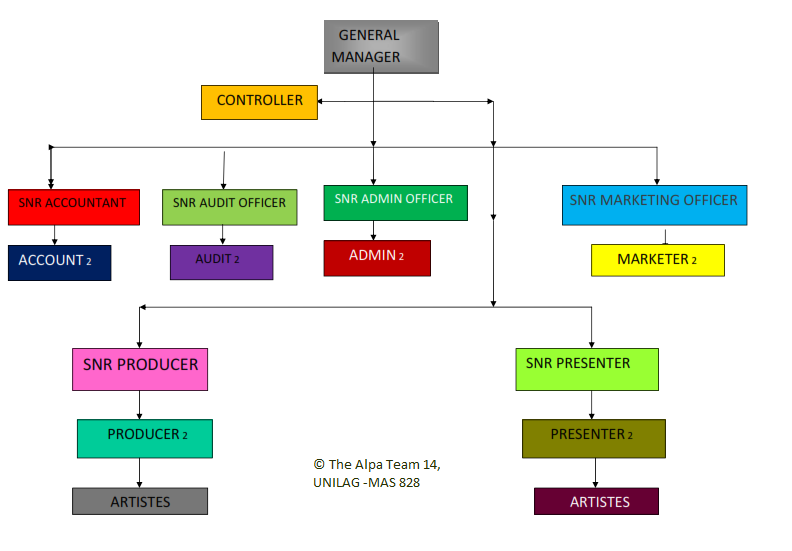 GENERAL
MANAGER
CONTROLLER
SNR ACCOUNTANT
SNR AUDIT OFFICER
SNR ADMIN OFFICER
SNR MARKETING OFFICER
ACCOUNT 2
AUDIT 2
ADMIN 2
MARKETER 2
SNR PRODUCER
SNR PRESENTER
PRODUCER 2
PRESENTER 2
© The Alpa Team 14,
UNILAG -MAS 828
ARTISTES
ARTISTES